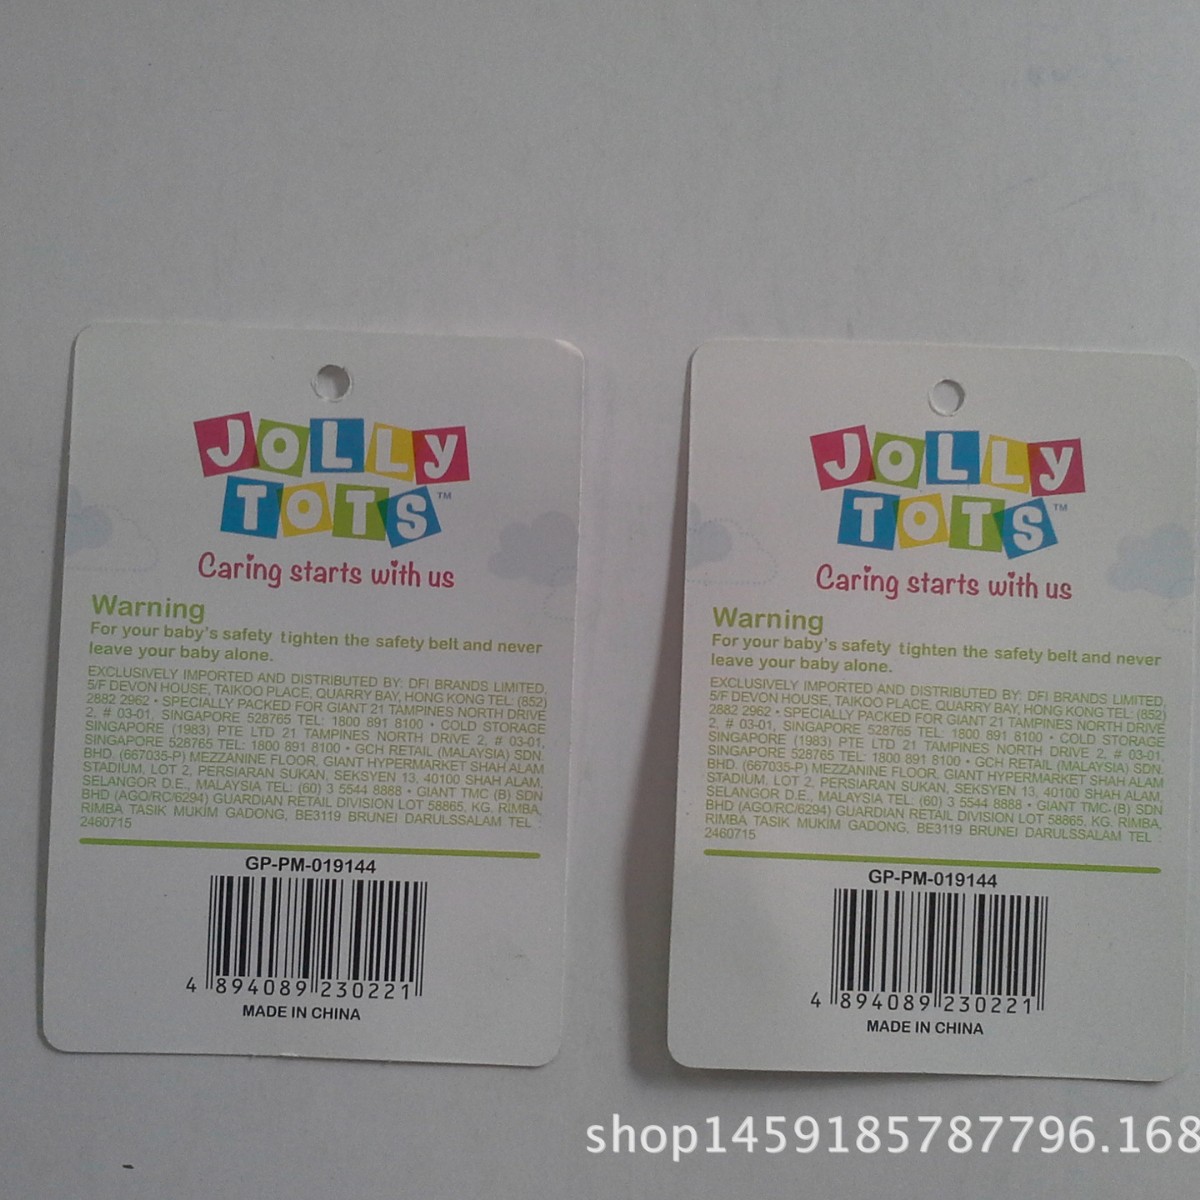 JOLLY
TOTS™
Caring starts with us
Warning
For your baby's safety tighten the safety belt and never
leave your baby alone.
EXCLUSIVELY IMPORTED AND DISTRIBUTED BY: DFI BRANDS LIMITED,
5/F DEVON HOUSE, TAIKOO PLACE, QUARRY BAY, HONG KONG TEL: (852)
2882 2962 • SPECIALLY PACKED FOR GIANT 21 TAMPINES NORTH DRIVE
2, # 03-01, SINGAPORE 528765 TEL: 1800 891 8100 • COLD STORAGE
SINGAPORE (1983) PTE LTD 21 TAMPINES NORTH DRIVE 2, # 03-01,
SINGAPORE 528765 TEL: 1800 891 8100 • GCH RETAIL (MALAYSIA) SDN.
BHD. (667035-P) MEZZANINE FLOOR, GIANT HYPERMARKET SHAH ALAM
STADIUM, LOT 2, PERSIARAN SUKAN, SEKSYEN 13, 40100 SHAH ALAM,
SELANGOR D.E., MALAYSIA TEL: (60) 3 5544 8888 • GIANT TMC (B) SDN
BHD (AGO/RC/6294) GUARDIAN RETAIL DIVISION LOT 58865, KG. RIMBA,
RIMBA TASIK MUKIM GADONG, BE3119 BRUNEI DARULSSALAM TEL
2460715
GP-PM-019144
4 894089 230221
MADE IN CHINA
JOLLY
TOTS™
Caring starts with us
Warning
For your baby's safety tighten the safety belt and never
leave your baby alone.
EXCLUSIVELY IMPORTED AND DISTRIBUTED BY: DFI BRANDS LIMITED,
5/F DEVON HOUSE, TAIKOO PLACE, QUARRY BAY, HONG KONG TEL: (852)
2882 2962 • SPECIALLY PACKED FOR GIANT 21 TAMPINES NORTH DRIVE
2, # 03-01, SINGAPORE 528765 TEL: 1800 891 8100 • COLD STORAGE
SINGAPORE (1983) PTE LTD 21 TAMPINES NORTH DRIVE 2, # 03-01,
SINGAPORE 528765 TEL: 1800 891 8100 • GCH RETAIL (MALAYSIA) SDN.
BHD. (667035-P) MEZZANINE FLOOR, GIANT HYPERMARKET SHAH ALAM
STADIUM, LOT 2, PERSIARAN SUKAN, SEKSYEN 13, 40100 SHAH ALAM,
SELANGOR D.E., MALAYSIA TEL: (60) 3 5544 8888 • GIANT TMC (B) SDN
BHD (AGO/RC/6294) GUARDIAN RETAIL DIVISION LOT 58865, KG. RIMBA,
RIMBA TASIK MUKIM GADONG, BE3119 BRUNEI DARULSSALAM TEL
2460715
GP-PM-019144
4 894089 230221
MADE IN CHINA
shop1459185787796.168